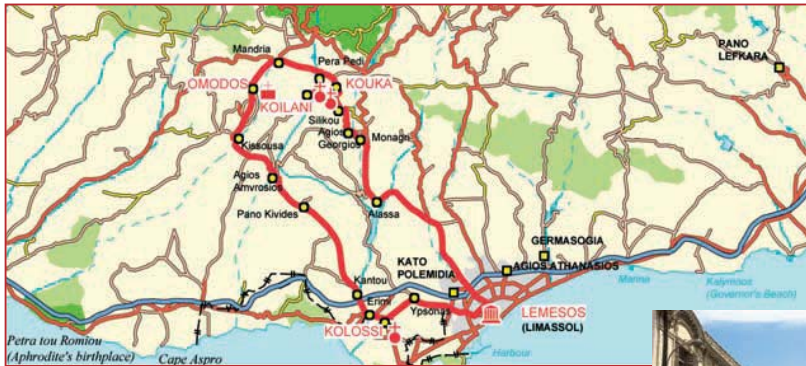 PANO
LEFKARA
Mandria
Pera Pedi
OMODOS
KOUKA
KOILANI
Silikou
Agios
Georgios
Monagri
Kissousa
Agios
Amvrosios
Pano Kivides
Alassa
GERMASOGIA
KATO
POLEMIDIA
AGIOS ATHANASIOS
Marina
Kalymnos
(Governor's Beach)
Kantou
Erimi
Ypsonas
LEMESOS
(LIMASSOL)
KOLOSSI
Petra tou Romiou
(Aphrodite's birthplace)
Cape Aspro
Harbour